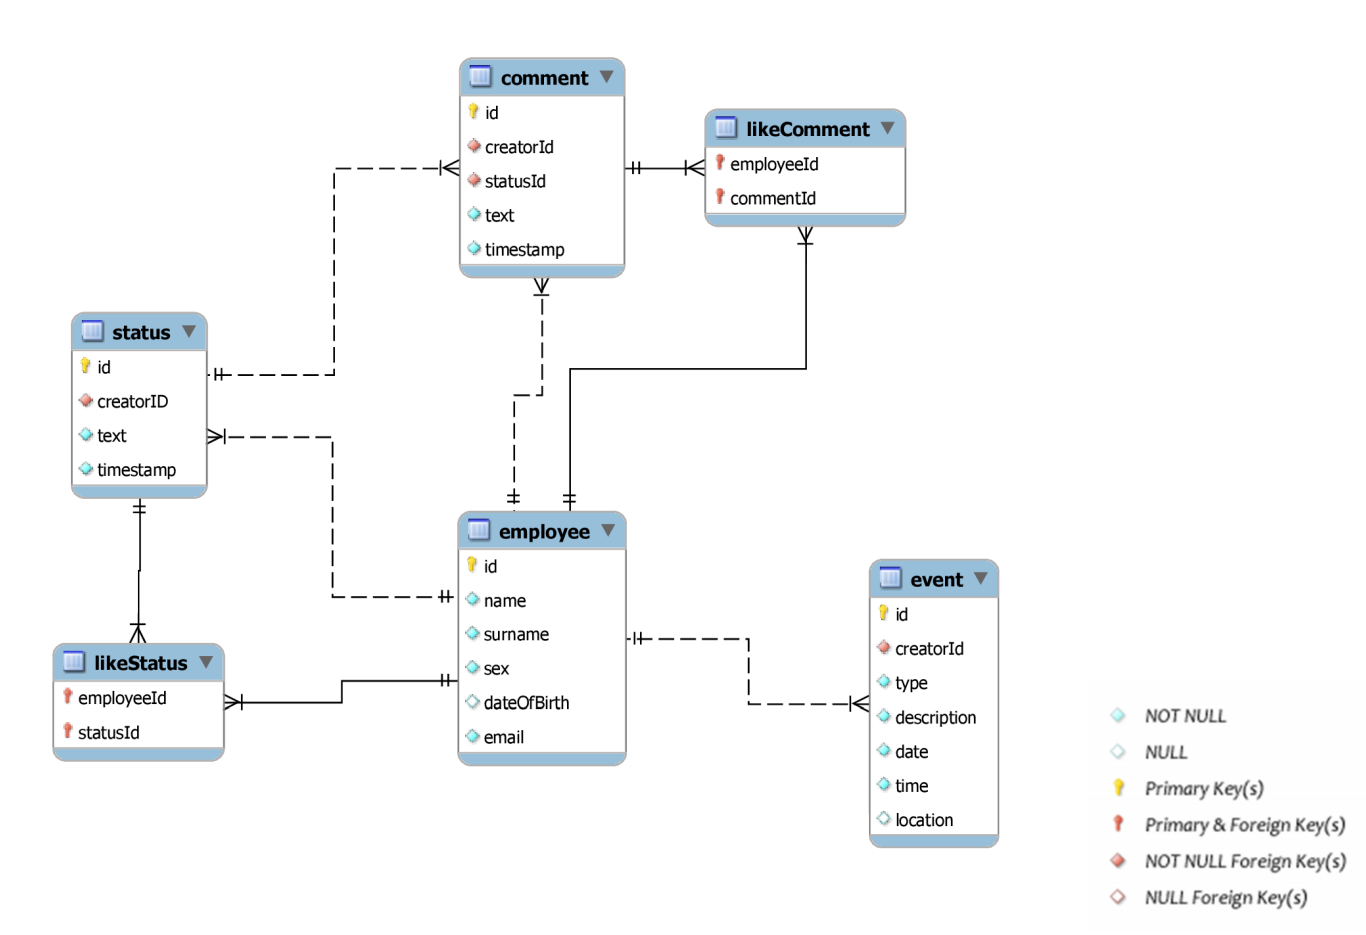 comment
id
creatorId
statusId
text
timestamp
likeComment
employeeId
commentId
status
id
creatorID
text
timestamp
employee
id
name
surname
sex
dateOfBirth
email
event
id
creatorId
type
description
date
time
location
likeStatus
employeeId
statusId
NOT NULL
NULL
Primary Key(s)
Primary & Foreign Key(s)
NOT NULL Foreign Key(s)
NULL Foreign Key(s)